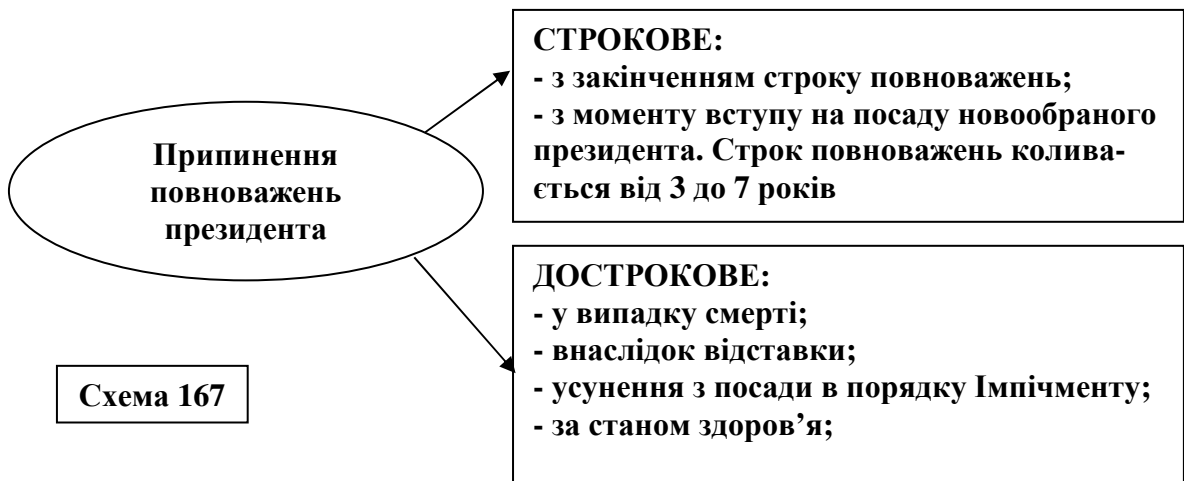 Припинення
повноважень
президента
СТРОКОВЕ:
- з закінченням строку повноважень;
- з моменту вступу на посаду новообраного
президента. Строк повноважень колива-
ється від 3 до 7 років
ДОСТРОКОВЕ:
- у випадку смерті;
- внаслідок відставки;
- усунення з посади в порядку Імпічменту;
- за станом здоров’я;
Схема 167